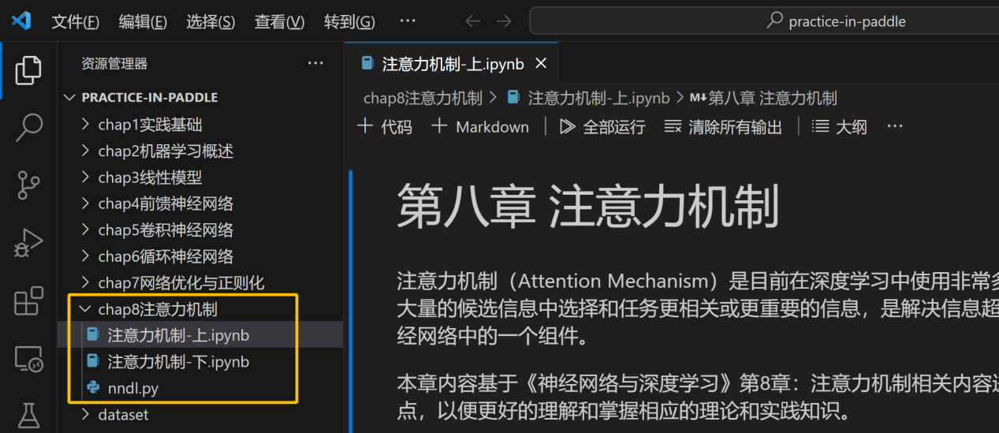 文件(F) 编辑(E) 选择(S) 查看(V) 转到(G) ··· practice-in-paddle
资源管理器 ···
PRACTICE-IN-PADDLE
chap1实践基础
chap2机器学习概述
chap3线性模型
chap4前馈神经网络
chap5卷积神经网络
chap6循环神经网络
chap7网络优化与正则化
chap8注意力机制
注意力机制-上.ipynb
注意力机制-下.ipynb
nndl.py
dataset
注意力机制-上.ipynb
chap8注意力机制 > 注意力机制-上.ipynb > M↓第八章 注意力机制
+ 代码 + Markdown | 全部运行 清除所有输出 | 大纲 ···
第八章 注意力机制
注意力机制（Attention Mechanism）是目前在深度学习中使用非常多
大量的候选信息中选择和任务更相关或更重要的信息，是解决信息超
经网络中的一个组件。
本章内容基于《神经网络与深度学习》第8章：注意力机制相关内容进
点，以便更好的理解和掌握相应的理论和实践知识。